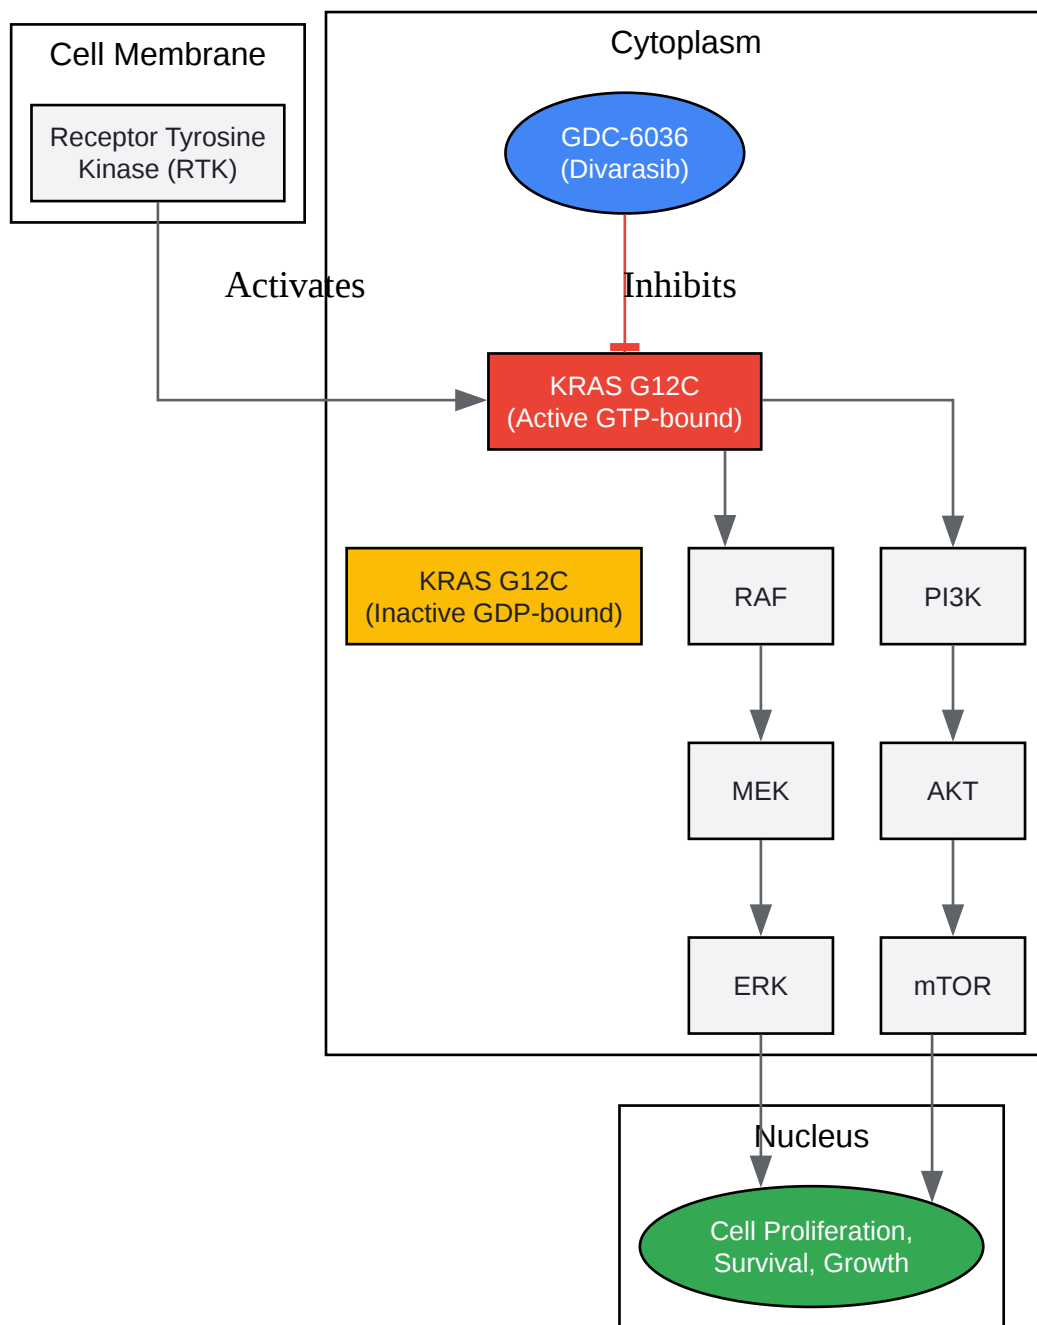 Cell Membrane
Receptor Tyrosine
Kinase (RTK)
Cytoplasm
GDC-6036
(Divarasib)
Activates
Inhibits
KRAS G12C
(Active GTP-bound)
KRAS G12C
(Inactive GDP-bound)
RAF
PI3K
MEK
AKT
ERK
mTOR
Nucleus
Cell Proliferation,
Survival, Growth